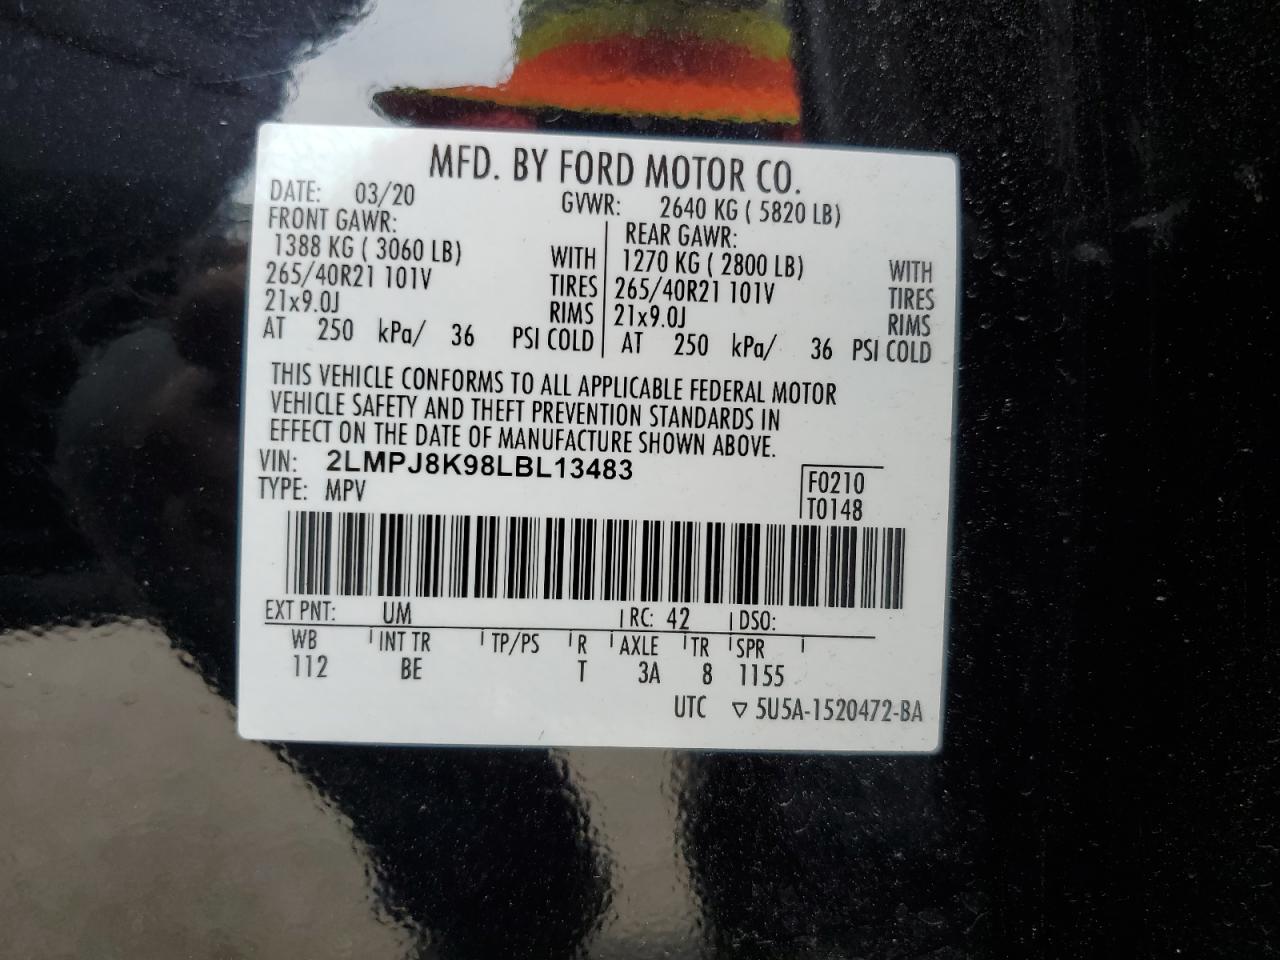 MFD. BY FORD MOTOR CO.
DATE: 03/20 GVWR: 2640 KG ( 5820 LB)
FRONT GAWR:
1388 KG ( 3060 LB) WITH
265/40R21 101V TIRES
21x9.0J RIMS
AT 250 kPa/ 36 PSI COLD
REAR GAWR:
1270 KG ( 2800 LB) WITH
265/40R21 101V TIRES
21x9.0J RIMS
AT 250 kPa/ 36 PSI COLD
THIS VEHICLE CONFORMS TO ALL APPLICABLE FEDERAL MOTOR
VEHICLE SAFETY AND THEFT PREVENTION STANDARDS IN
EFFECT ON THE DATE OF MANUFACTURE SHOWN ABOVE.
VIN: 2LMPJ8K98LBL13483
TYPE: MPV
F0210
T0148
EXT PNT: UM RC: 42 DSO:
WB INT TR TP/PS R AXLE TR SPR
112 BE T 3A 8 1155
UTC ▽ 5U5A-1520472-BA